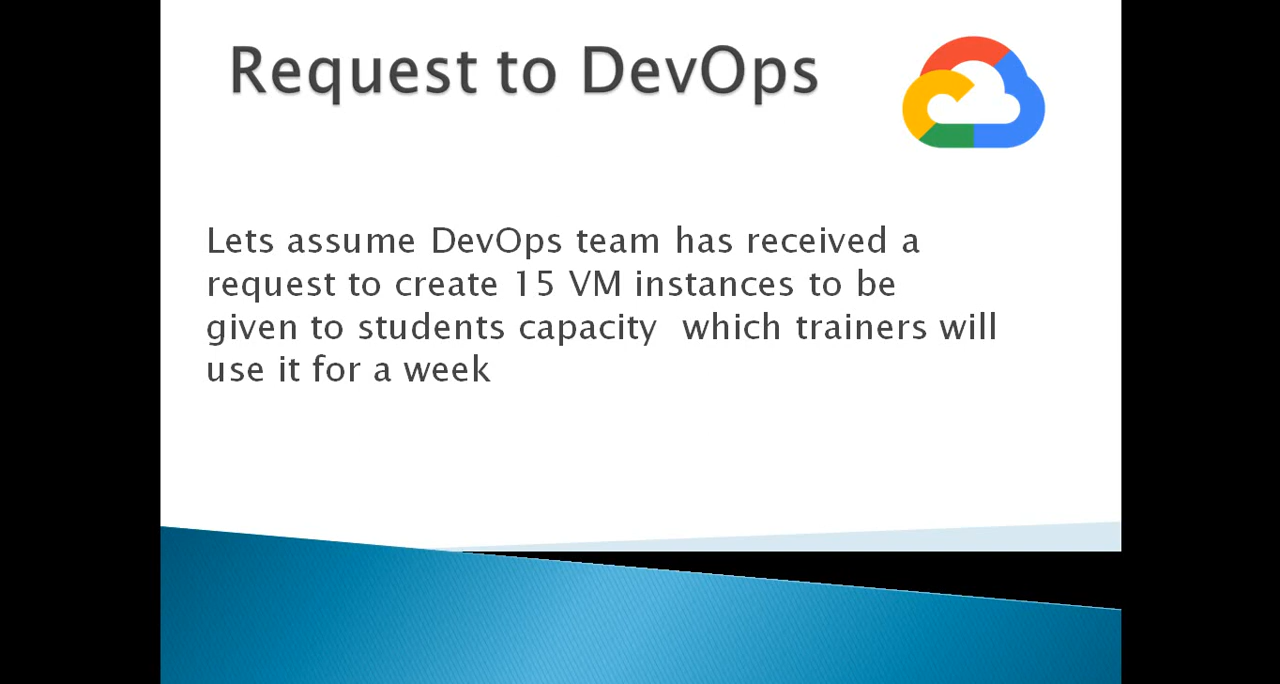 Request to DevOps
Lets assume DevOps team has received a
request to create 15 VM instances to be
given to students capacity  which trainers will
use it for a week